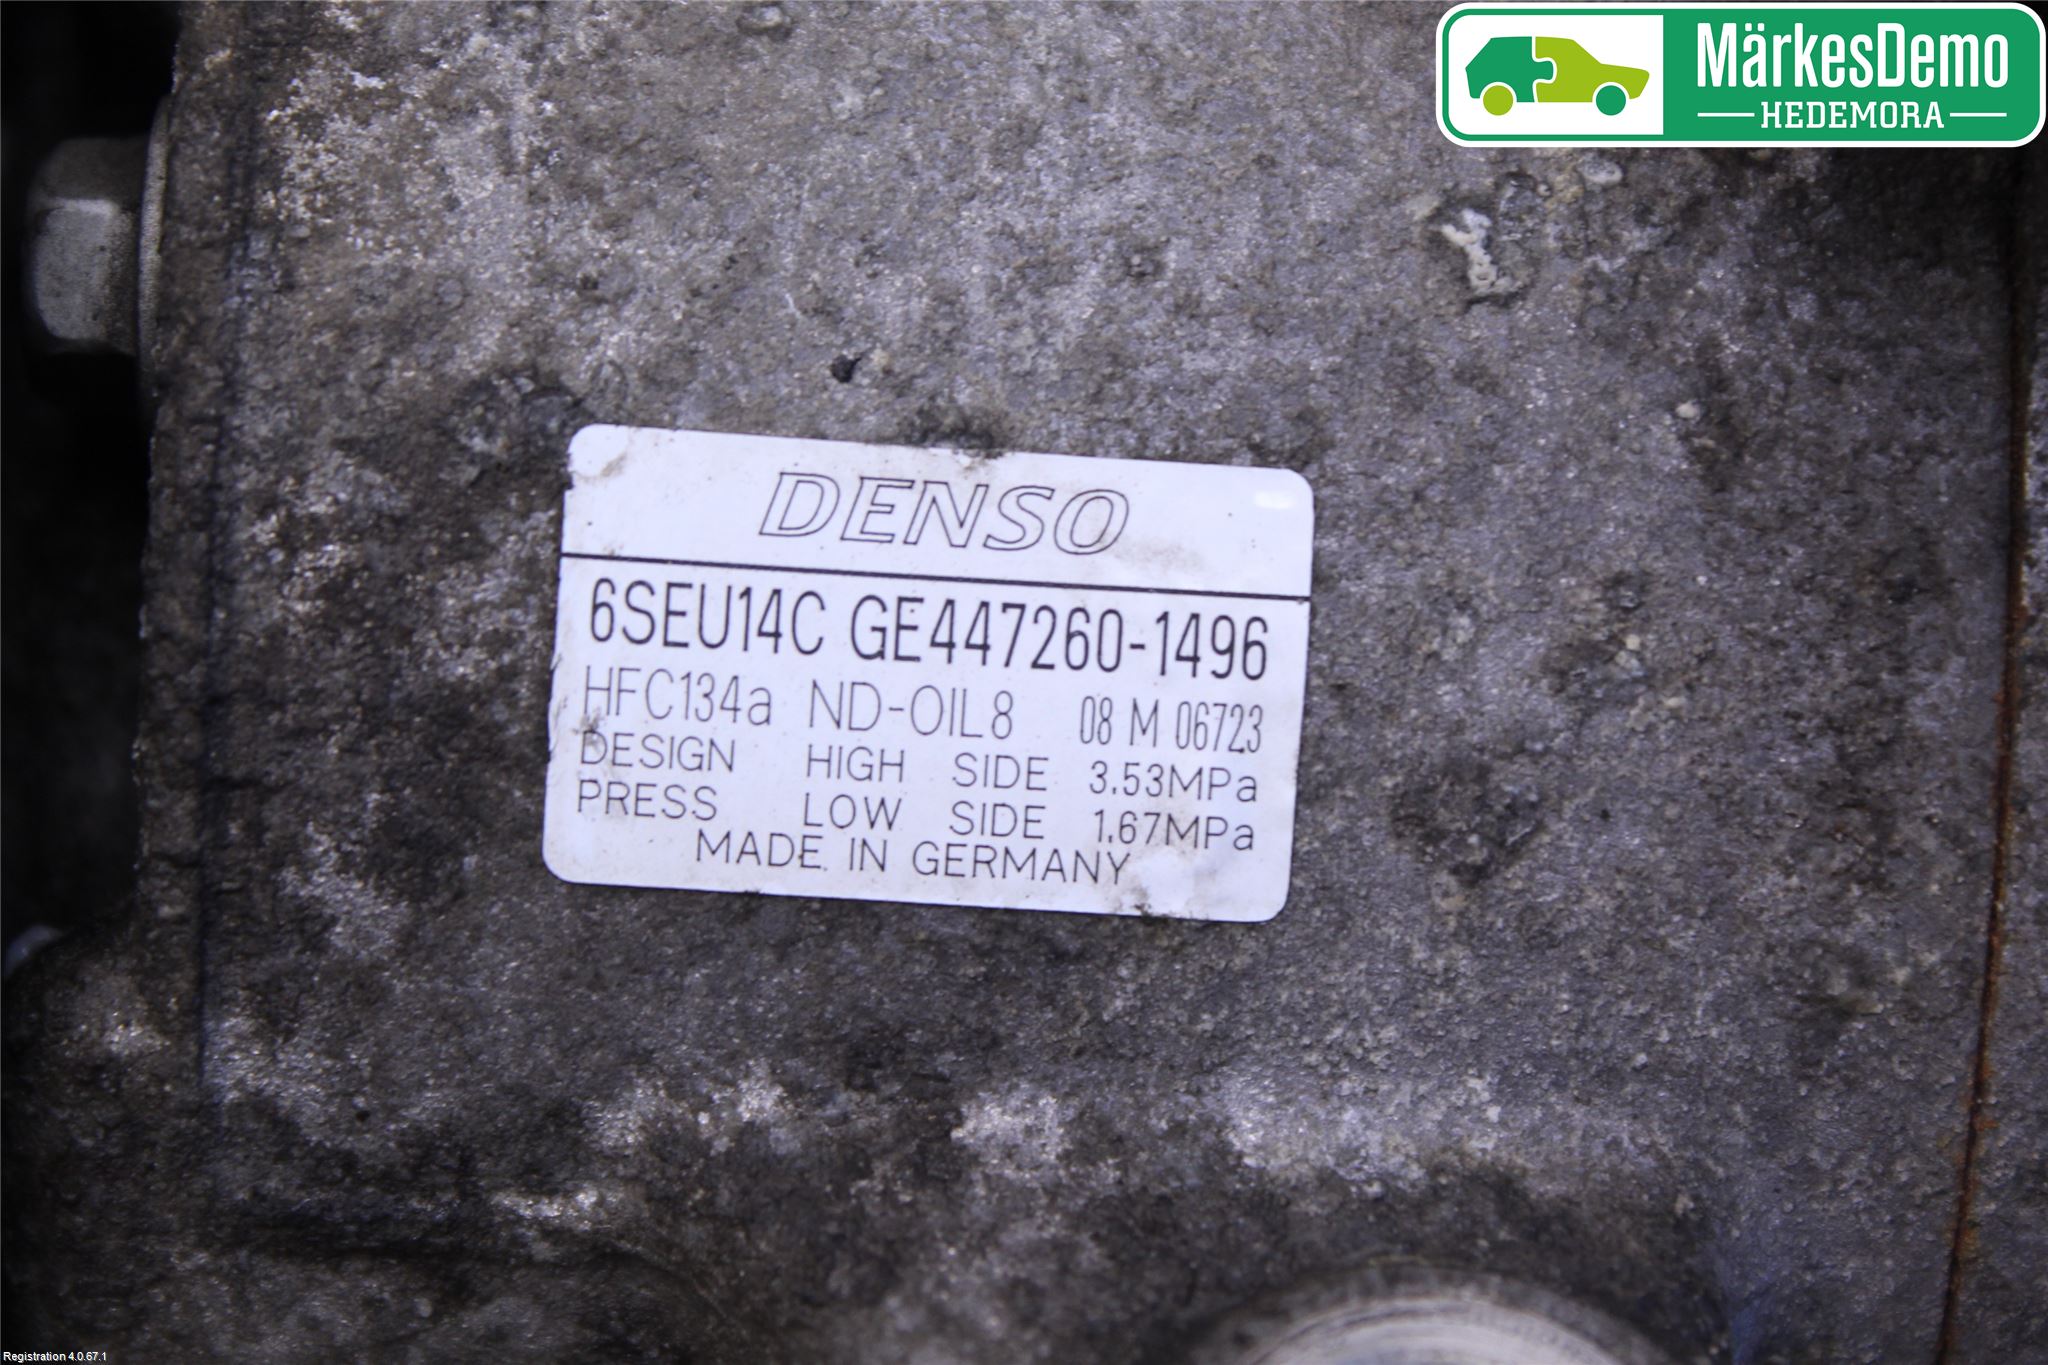 MärkesDemo
HEDEMORA
DENSO
6SEU14C GE447260-1496
HFC134a ND-OIL8 08 M 06723
DESIGN HIGH SIDE 3.53MPa
PRESS LOW SIDE 1.67MPa
MADE IN GERMANY
Registration 4.0.67.1